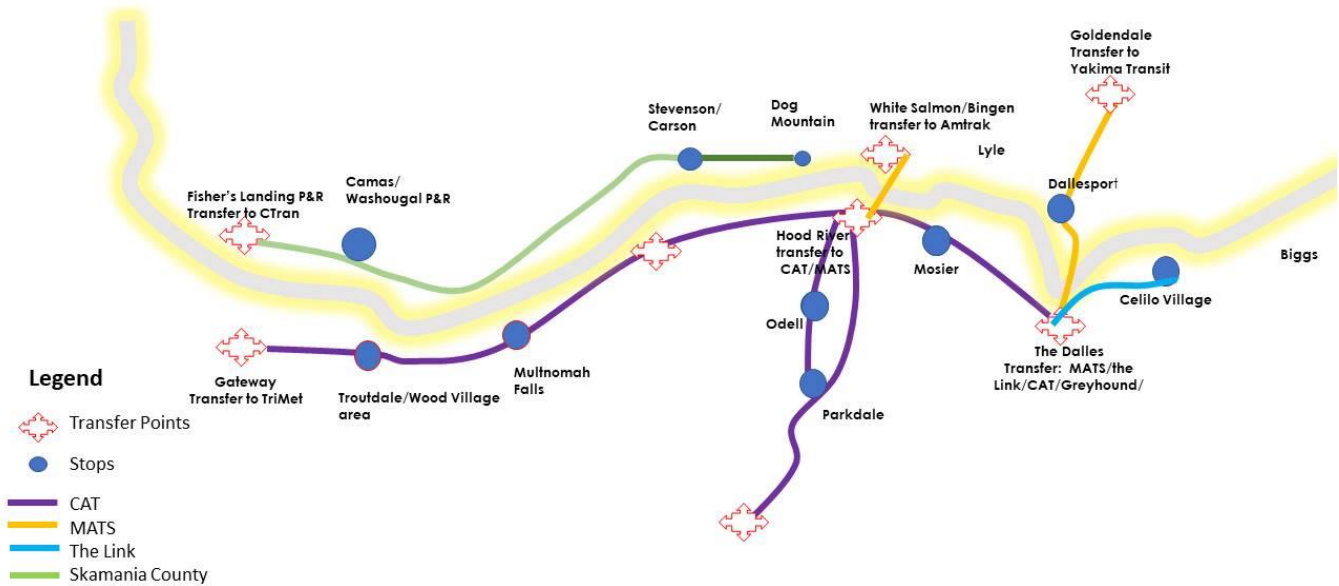 Goldendale
Transfer to
Yakima Transit
Stevenson/
Carson
Dog
Mountain
White Salmon/Bingen
transfer to Amtrak
Lyle
Fisher's Landing P&R
Transfer to CTran
Camas/
Washougal P&R
Dallesport
Hood River
transfer to
CAT/MATS
Mosier
Biggs
Celilo Village
Odell
The Dalles
Transfer: MATS/the
Link/CAT/Greyhound/
Gateway
Transfer to TriMet
Troutdale/Wood Village
area
Multnomah
Falls
Parkdale
Legend
Transfer Points
Stops
CAT
MATS
The Link
Skamania County